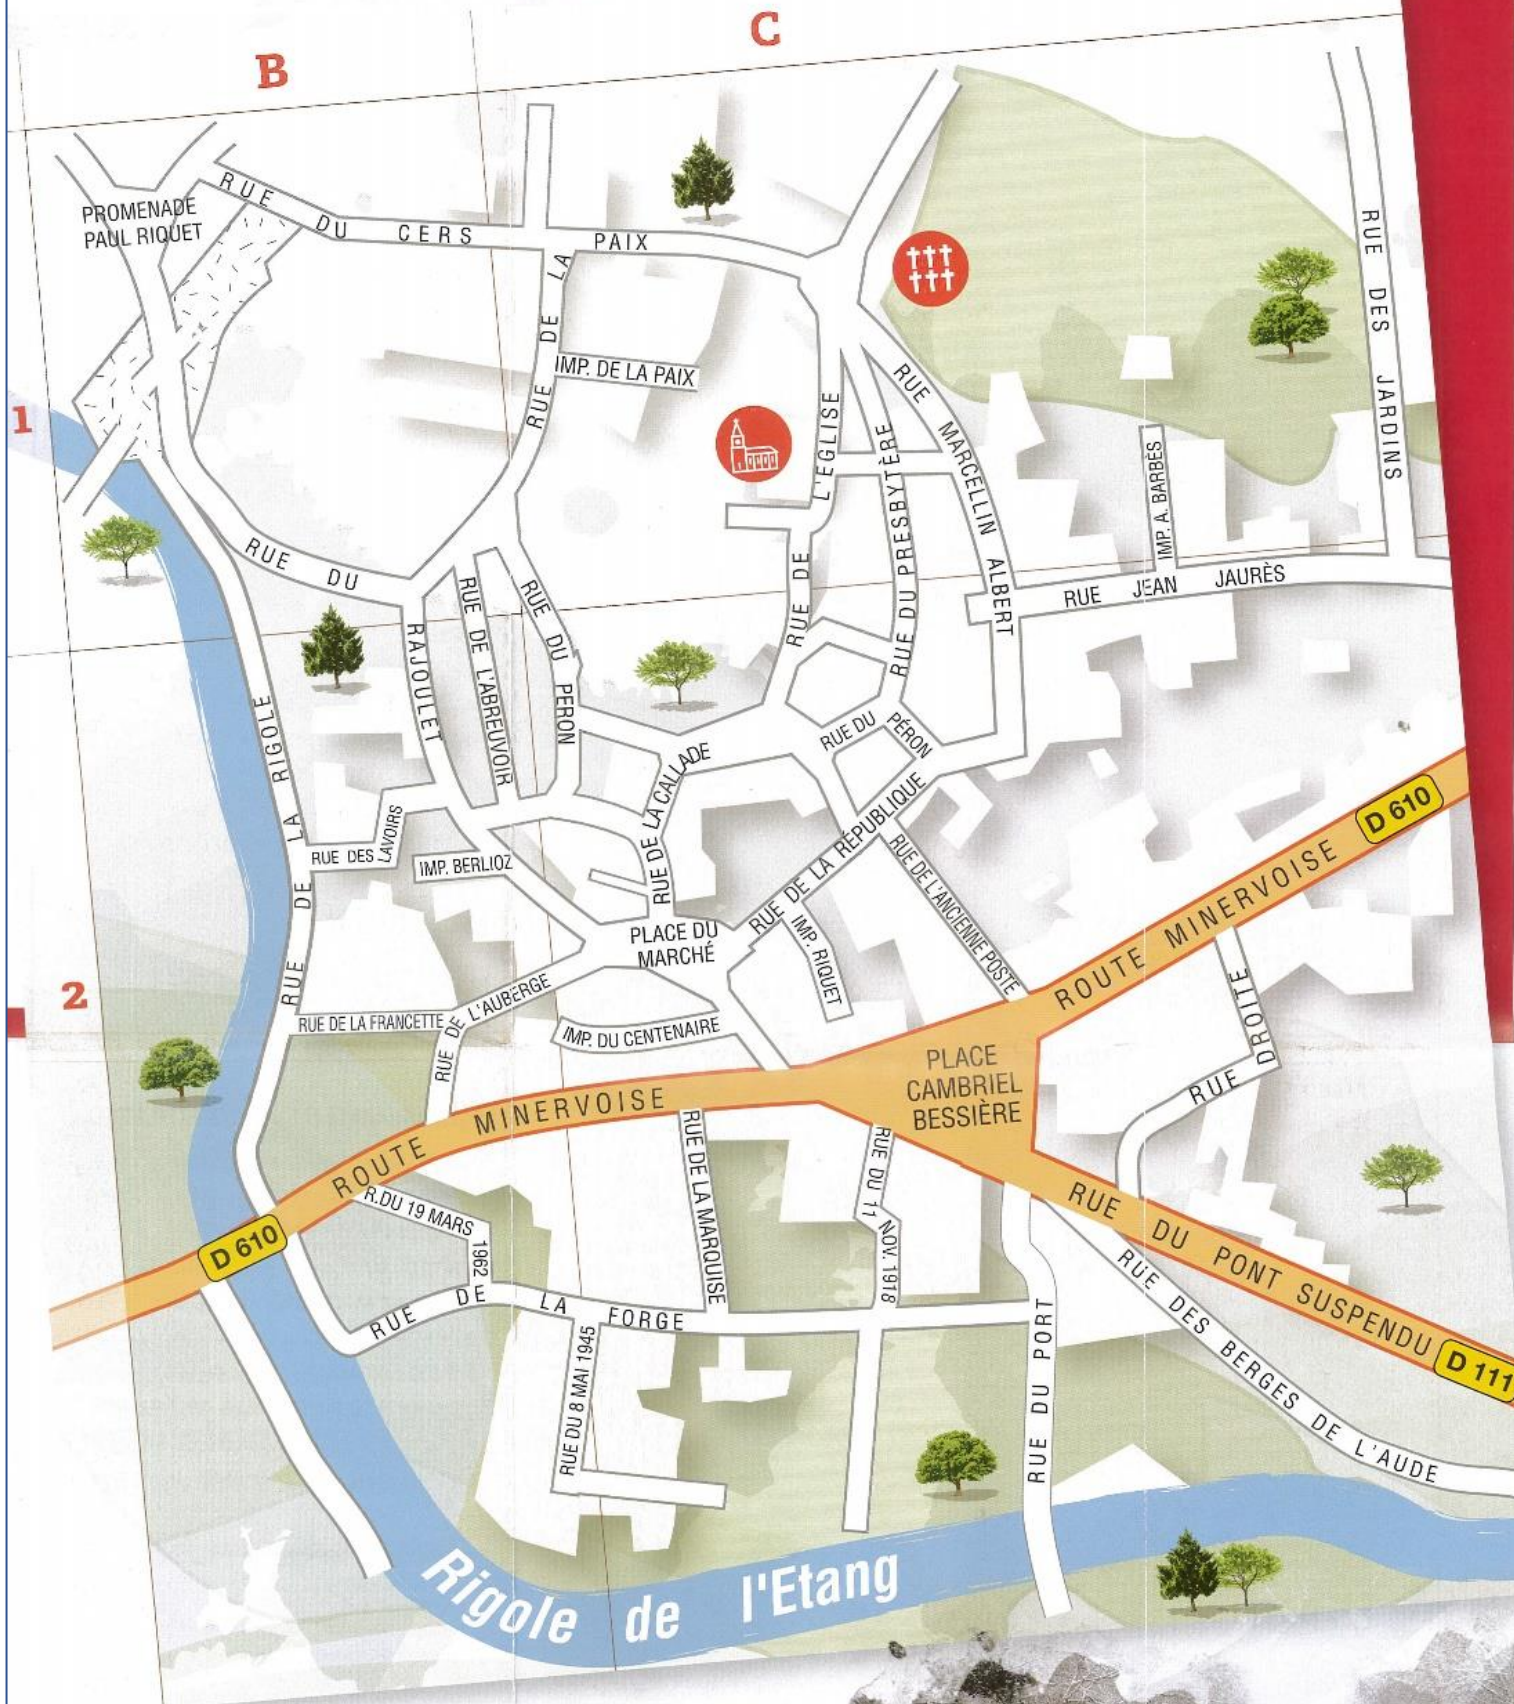 B
C
1
2
PROMENADE
PAUL RIQUET
RUE DU CERS
PAIX
RUE DE LA
IMP. DE LA PAIX
RUE DE L'EGLISE
RUE DU PRESBYTÈRE
RUE MARCELLIN ALBERT
IMP. A. BARBÈS
RUE DES JARDINS
RUE JEAN JAURÈS
RUE DU RAJOULET
RUE DE L'ABREUVOIR
RUE DU PERON
RUE DU PÉRON
RUE DE LA CALLADE
RUE DE LA RÉPUBLIQUE
RUE DE LA RIGOLE
RUE DES LAVOIRS
IMP. BERLIOZ
PLACE DU
MARCHÉ
IMP. RIQUET
RUE DE L'ANCIENNE POSTE
RUE DE LA FRANCETTE
RUE DE L'AUBERGE
IMP. DU CENTENAIRE
ROUTE MINERVOISE
D 610
ROUTE MINERVOISE
D 610
PLACE
CAMBRIEL
BESSIÈRE
RUE DROITE
R.DU 19 MARS 1962
RUE DE LA MARQUISE
RUE DU 11 NOV. 1918
RUE DE LA FORGE
RUE DU 8 MAI 1945
RUE DU PORT
RUE DU PONT SUSPENDU
D 111
RUE DES BERGES DE L'AUDE
Rigole de l'Etang